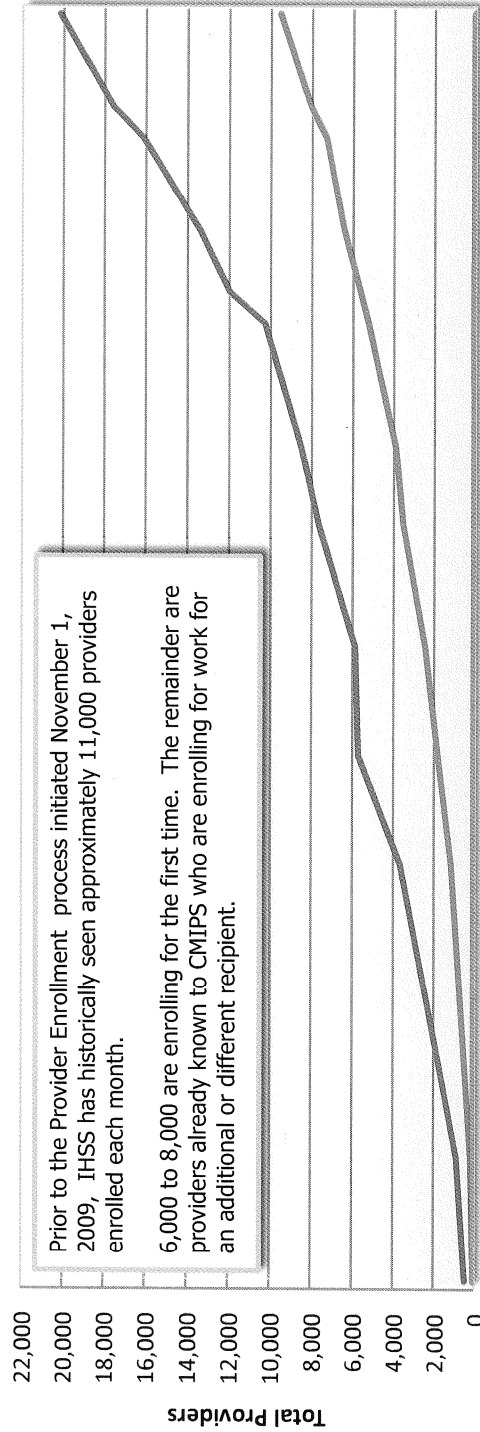 Prior to the Provider Enrollment process initiated November 1,
2009, IHSS has historically seen approximately 11,000 providers
enrolled each month.
6,000 to 8,000 are enrolling for the first time. The remainder are
providers already known to CMIPS who are enrolling for work for
an additional or different recipient.
Total Providers
22,000
20,000
18,000
16,000
14,000
12,000
10,000
8,000
6,000
4,000
2,000
0